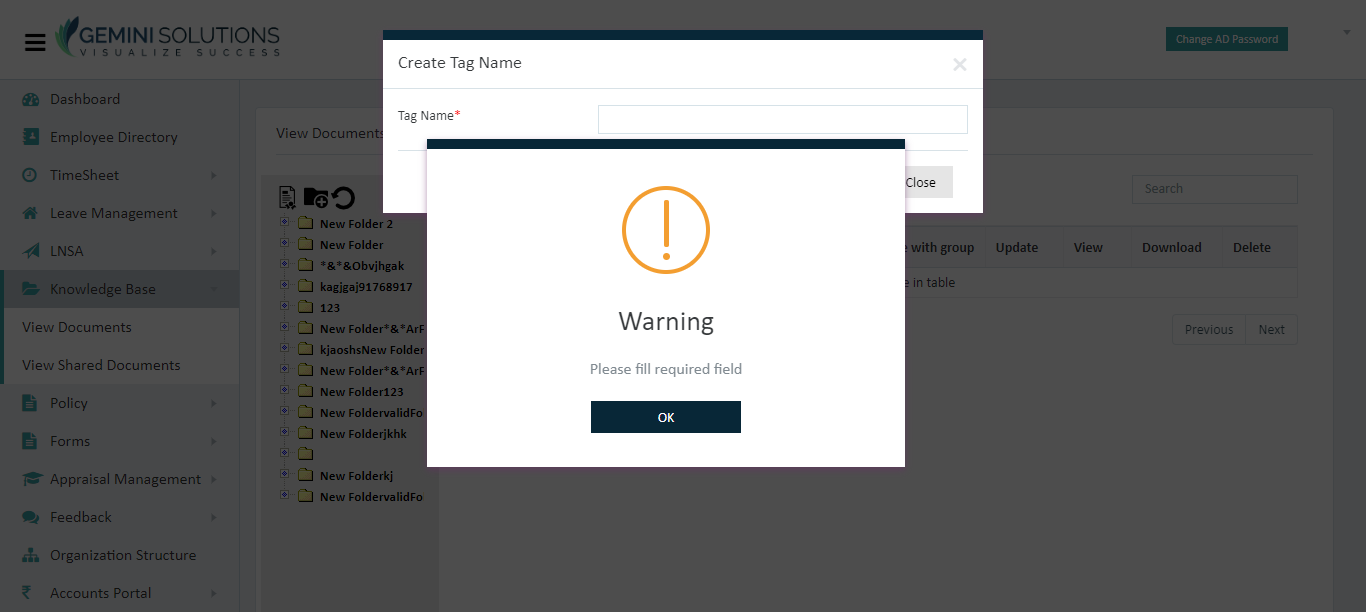 GEMINI SOLUTIONS
VISUALIZE SUCCESS
Change AD Password
Create Tag Name
×
Tag Name*
Close
Warning
Please fill required field
OK
Dashboard
Employee Directory
TimeSheet
Leave Management
LNSA
Knowledge Base
View Documents
View Shared Documents
Policy
Forms
Appraisal Management
Feedback
Organization Structure
Accounts Portal
View Documents
New Folder 2
New Folder
*&*&Obvjhgak
kagjgaj91768917
123
New Folder*&*ArF
kjaoshsNew Folder
New Folder*&*ArF
New Folder123
New FoldervalidFo
New Folderjkhk
New Folderkj
New FoldervalidFo
Search
with group Update View Download Delete
in table
Previous Next